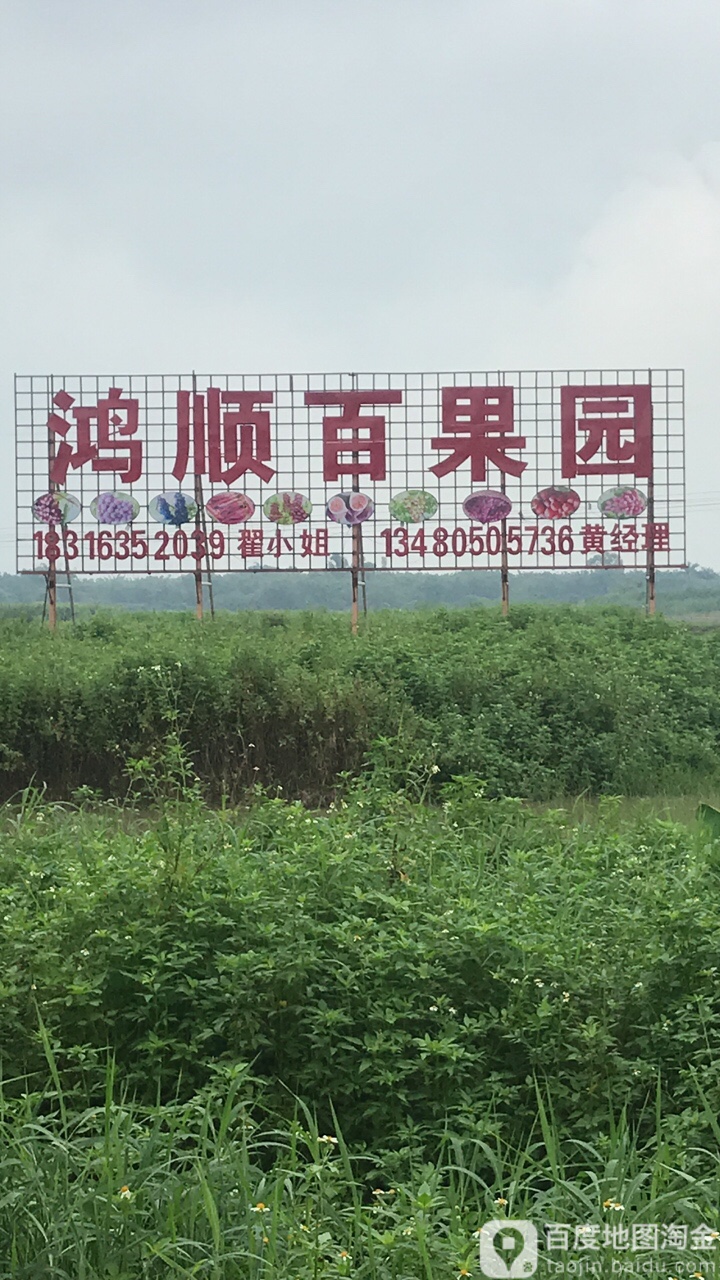 鸿顺百果园
18316352039 翟小姐 13480505736 黄经理
百度地图淘金
taojin.baidu.com